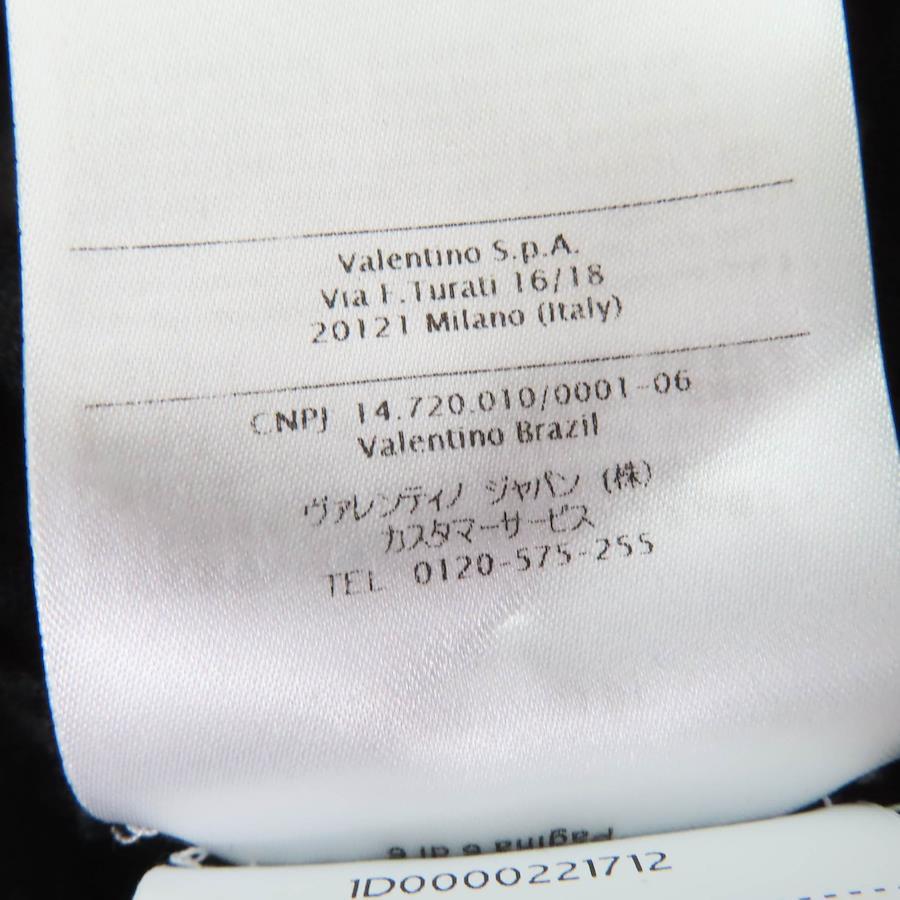 Valentino S.p.A.
Via F.Turati 16/18
20121 Milano (Italy)
CNPJ 14.720.010/0001-06
Valentino Brazil
ヴァレンティノ ジャパン (株)
カスタマーサービス
TEL 0120-575-255
Pagina
1D0000221712